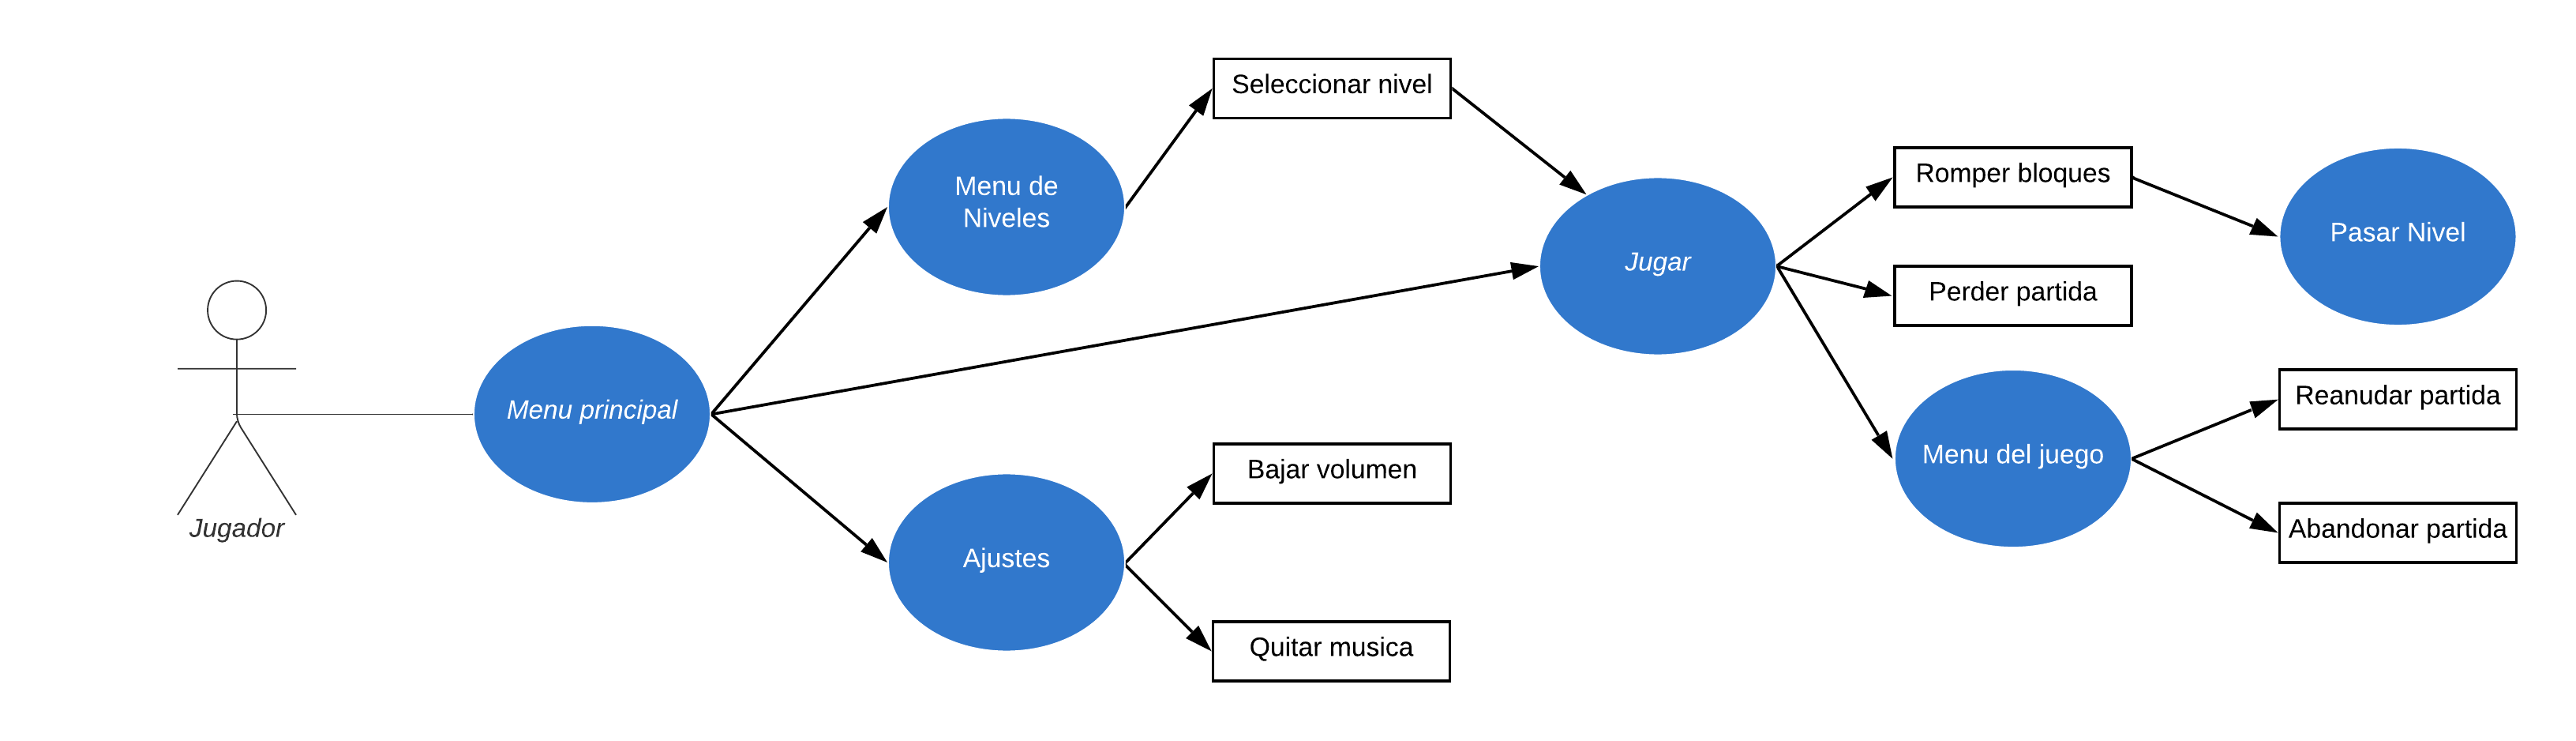 Seleccionar nivel
Menu de
Niveles
Romper bloques
Pasar Nivel
Jugar
Perder partida
Menu principal
Reanudar partida
Bajar volumen
Menu del juego
Jugador
Abandonar partida
Ajustes
Quitar musica